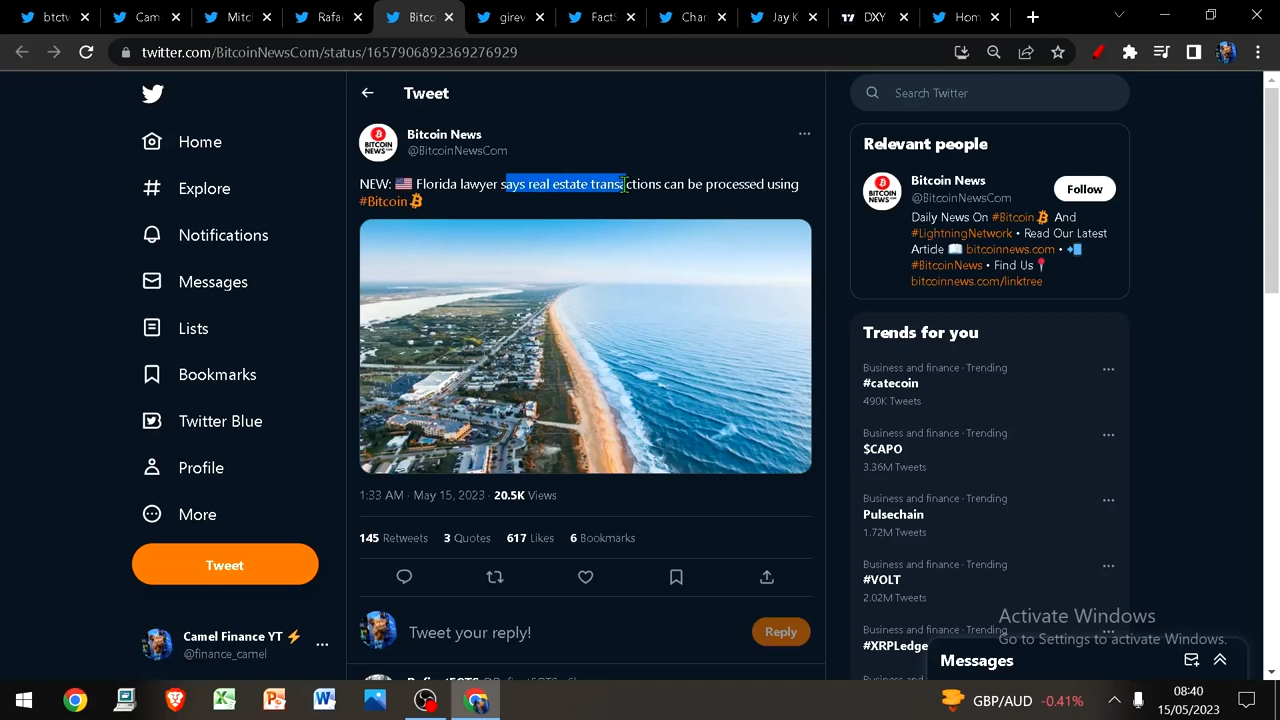 btctv
Cam
Mitcl
Rafa
Bitco
girev
FactS
Char
Jay K
DXY
Hom
twitter.com/BitcoinNewsCom/status/1657906892369276929
Home
Explore
Notifications
Messages
Lists
Bookmarks
Twitter Blue
Profile
More
Tweet
Camel Finance YT
@finance_camel
Tweet
BITCOIN NEWS
Bitcoin News
@BitcoinNewsCom
NEW: Florida lawyer says real estate transactions can be processed using
#Bitcoin
1:33 AM · May 15, 2023 · 20.5K Views
145 Retweets 3 Quotes 617 Likes 6 Bookmarks
Tweet your reply!
Reply
Search Twitter
Relevant people
BITCOIN NEWS
Bitcoin News
@BitcoinNewsCom
Follow
Daily News On #Bitcoin And
#LightningNetwork • Read Our Latest
Article bitcoinnews.com •
#BitcoinNews • Find Us
bitcoinnews.com/linktree
Trends for you
Business and finance · Trending
#catecoin
490K Tweets
Business and finance · Trending
$CAPO
3.36M Tweets
Business and finance · Trending
Pulsechain
1.72M Tweets
Business and finance · Trending
#VOLT
2.02M Tweets
Business and finance · Trending
#XRPLedge
Activate Windows
Go to Settings to activate Windows.
Messages
GBP/AUD -0.41%
08:40
15/05/2023